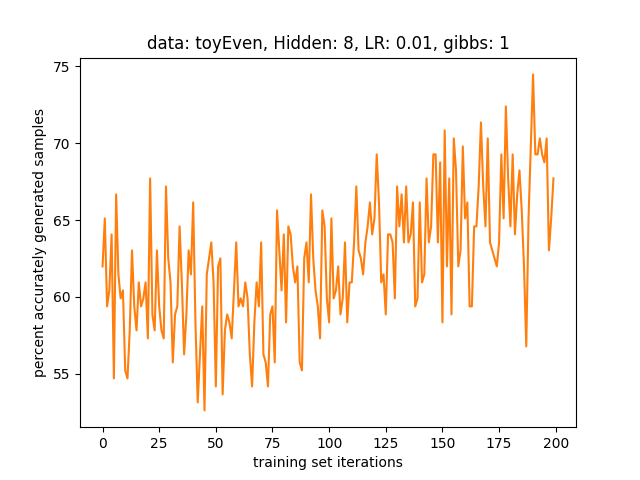 data: toyEven, Hidden: 8, LR: 0.01, gibbs: 1
percent accurately generated samples
75
70
65
60
55
0 25 50 75 100 125 150 175 200
training set iterations